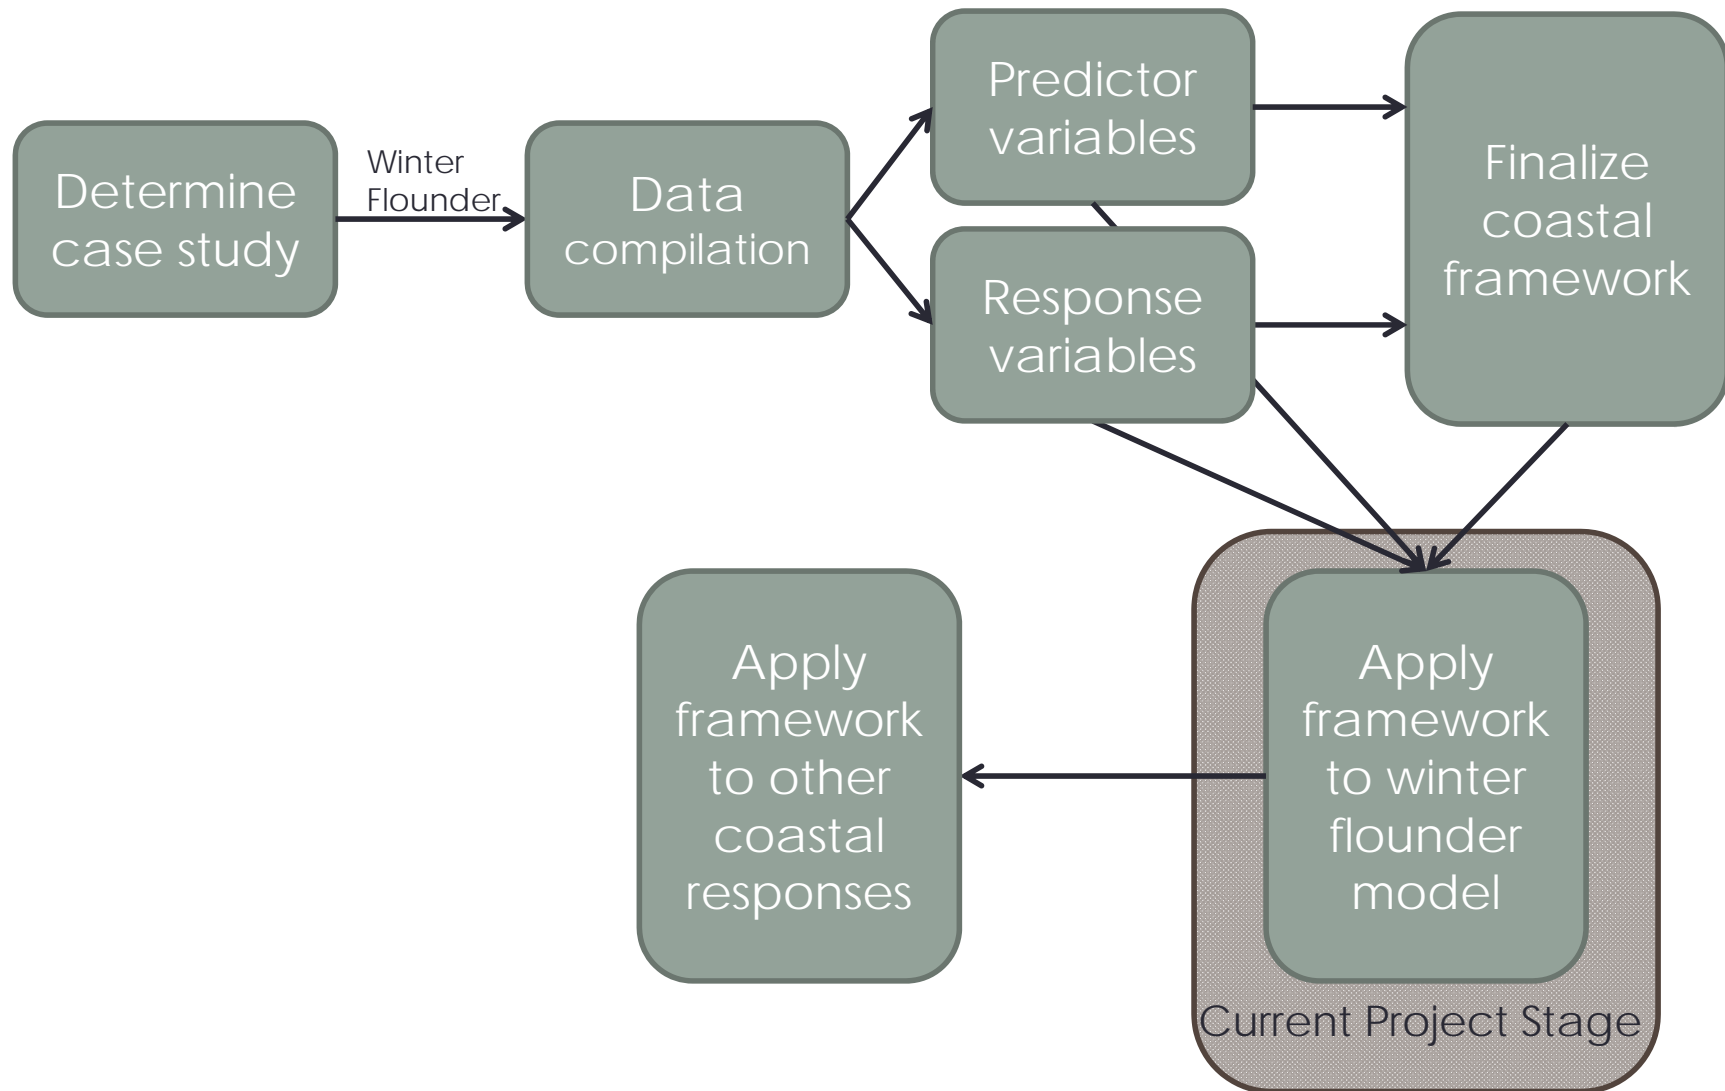 Determine
case study
Winter
Flounder
Data
compilation
Predictor
variables
Response
variables
Finalize
coastal
framework
Apply
framework
to other
coastal
responses
Apply
framework
to winter
flounder
model
Current Project Stage